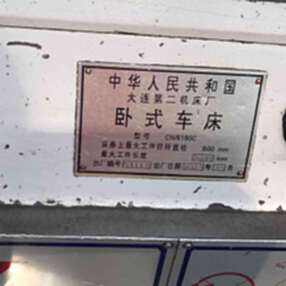 中华人民共和国
大连第二机床厂
卧式车床
型号 CW6180C
床身上最大工件回转直径 800 mm
最大工件长度 mm
出厂编号 出厂日期 年 月